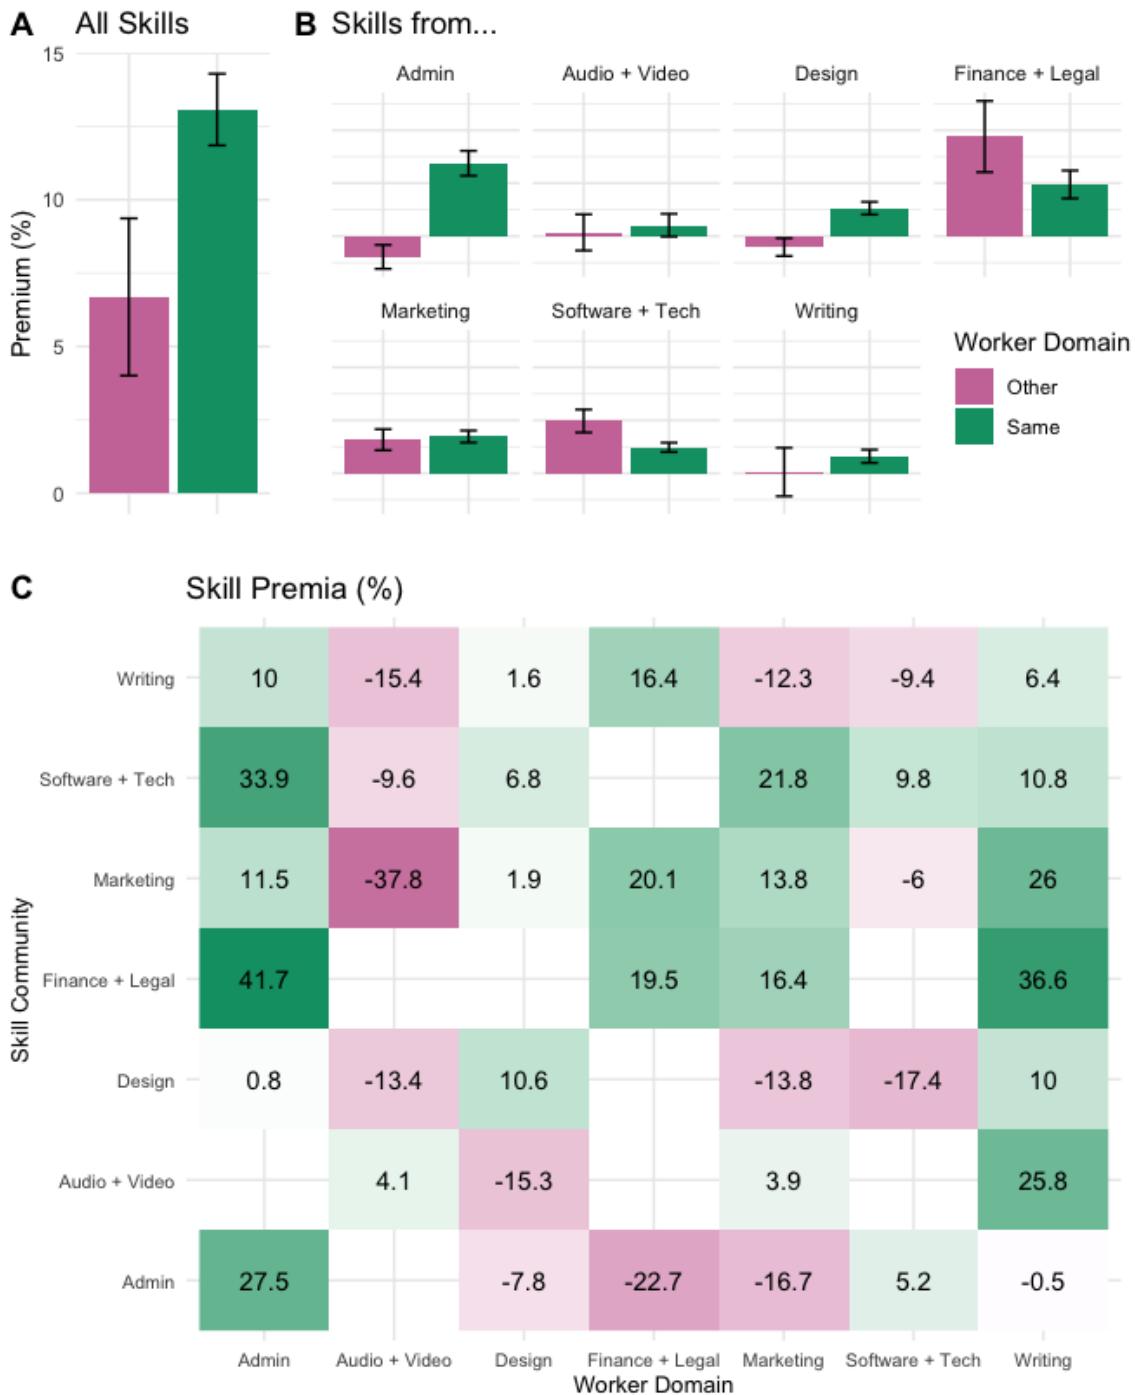 A All Skills
B Skills from...
15
10
5
0
Premium (%)
Admin
Audio + Video
Design
Finance + Legal
Marketing
Software + Tech
Writing
Worker Domain
Other
Same
C Skill Premia (%)
Skill Community
Writing 10 -15.4 1.6 16.4 -12.3 -9.4 6.4
Software + Tech 33.9 -9.6 6.8 21.8 9.8 10.8
Marketing 11.5 -37.8 1.9 20.1 13.8 -6 26
Finance + Legal 41.7 19.5 16.4 36.6
Design 0.8 -13.4 10.6 -13.8 -17.4 10
Audio + Video 4.1 -15.3 3.9 25.8
Admin 27.5 -7.8 -22.7 -16.7 5.2 -0.5
Admin Audio + Video Design Finance + Legal Marketing Software + Tech Writing
Worker Domain